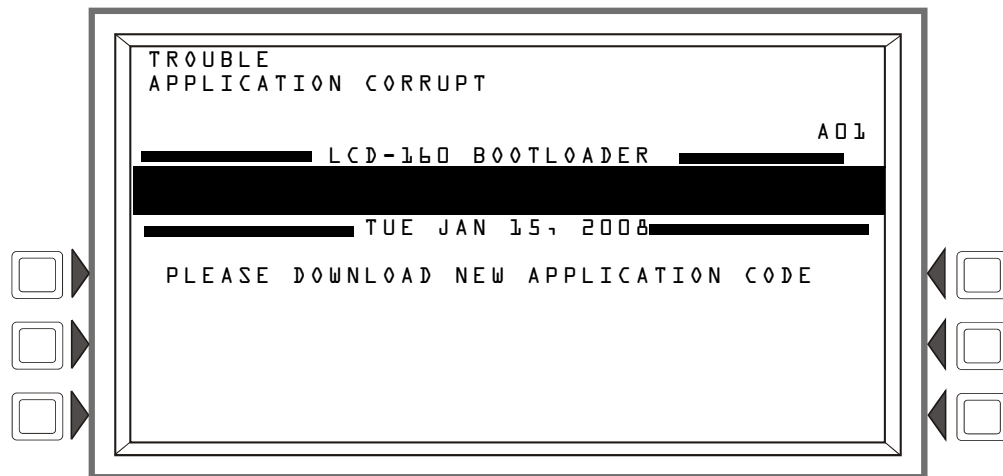 TROUBLE
APPLICATION CORRUPT
A01
LCD-160 BOOTLOADER
TUE JAN 15, 2008
PLEASE DOWNLOAD NEW APPLICATION CODE